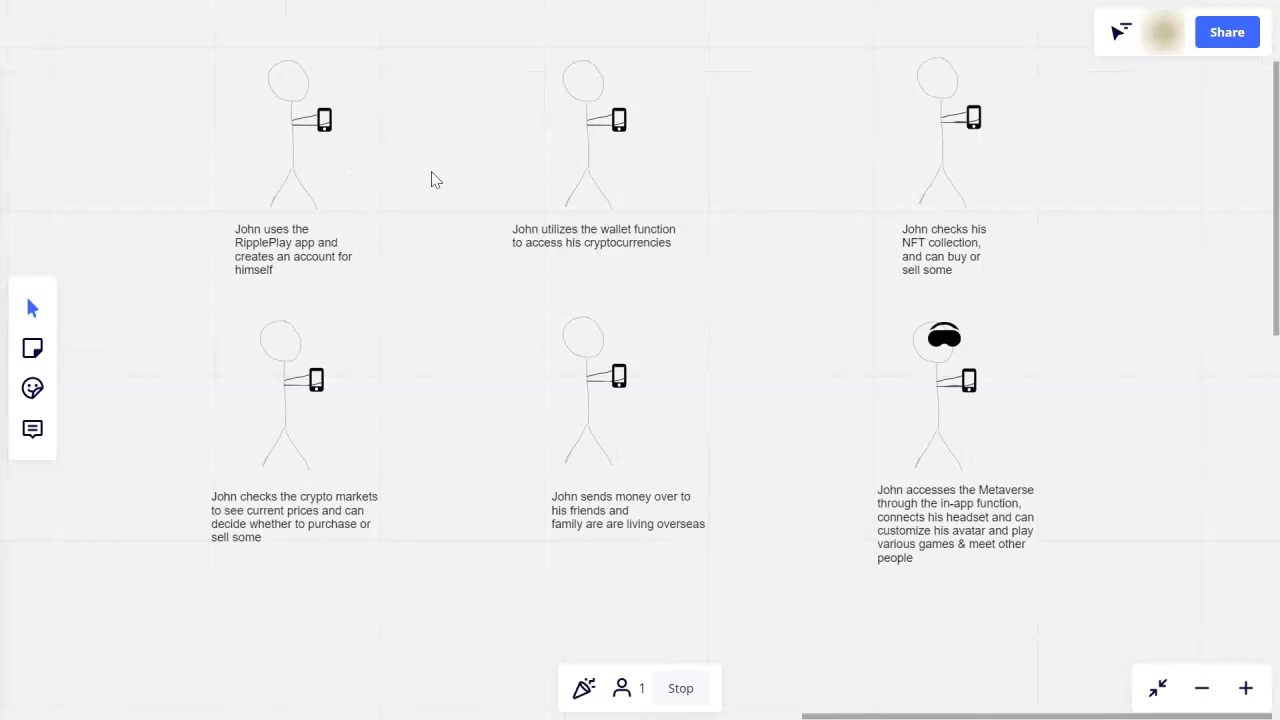 Share
John uses the
RipplePlay app and
creates an account for
himself
John utilizes the wallet function
to access his cryptocurrencies
John checks his
NFT collection,
and can buy or
sell some
John checks the crypto markets
to see current prices and can
decide whether to purchase or
sell some
John sends money over to
his friends and
family are are living overseas
John accesses the Metaverse
through the in-app function,
connects his headset and can
customize his avatar and play
various games & meet other
people
1
Stop